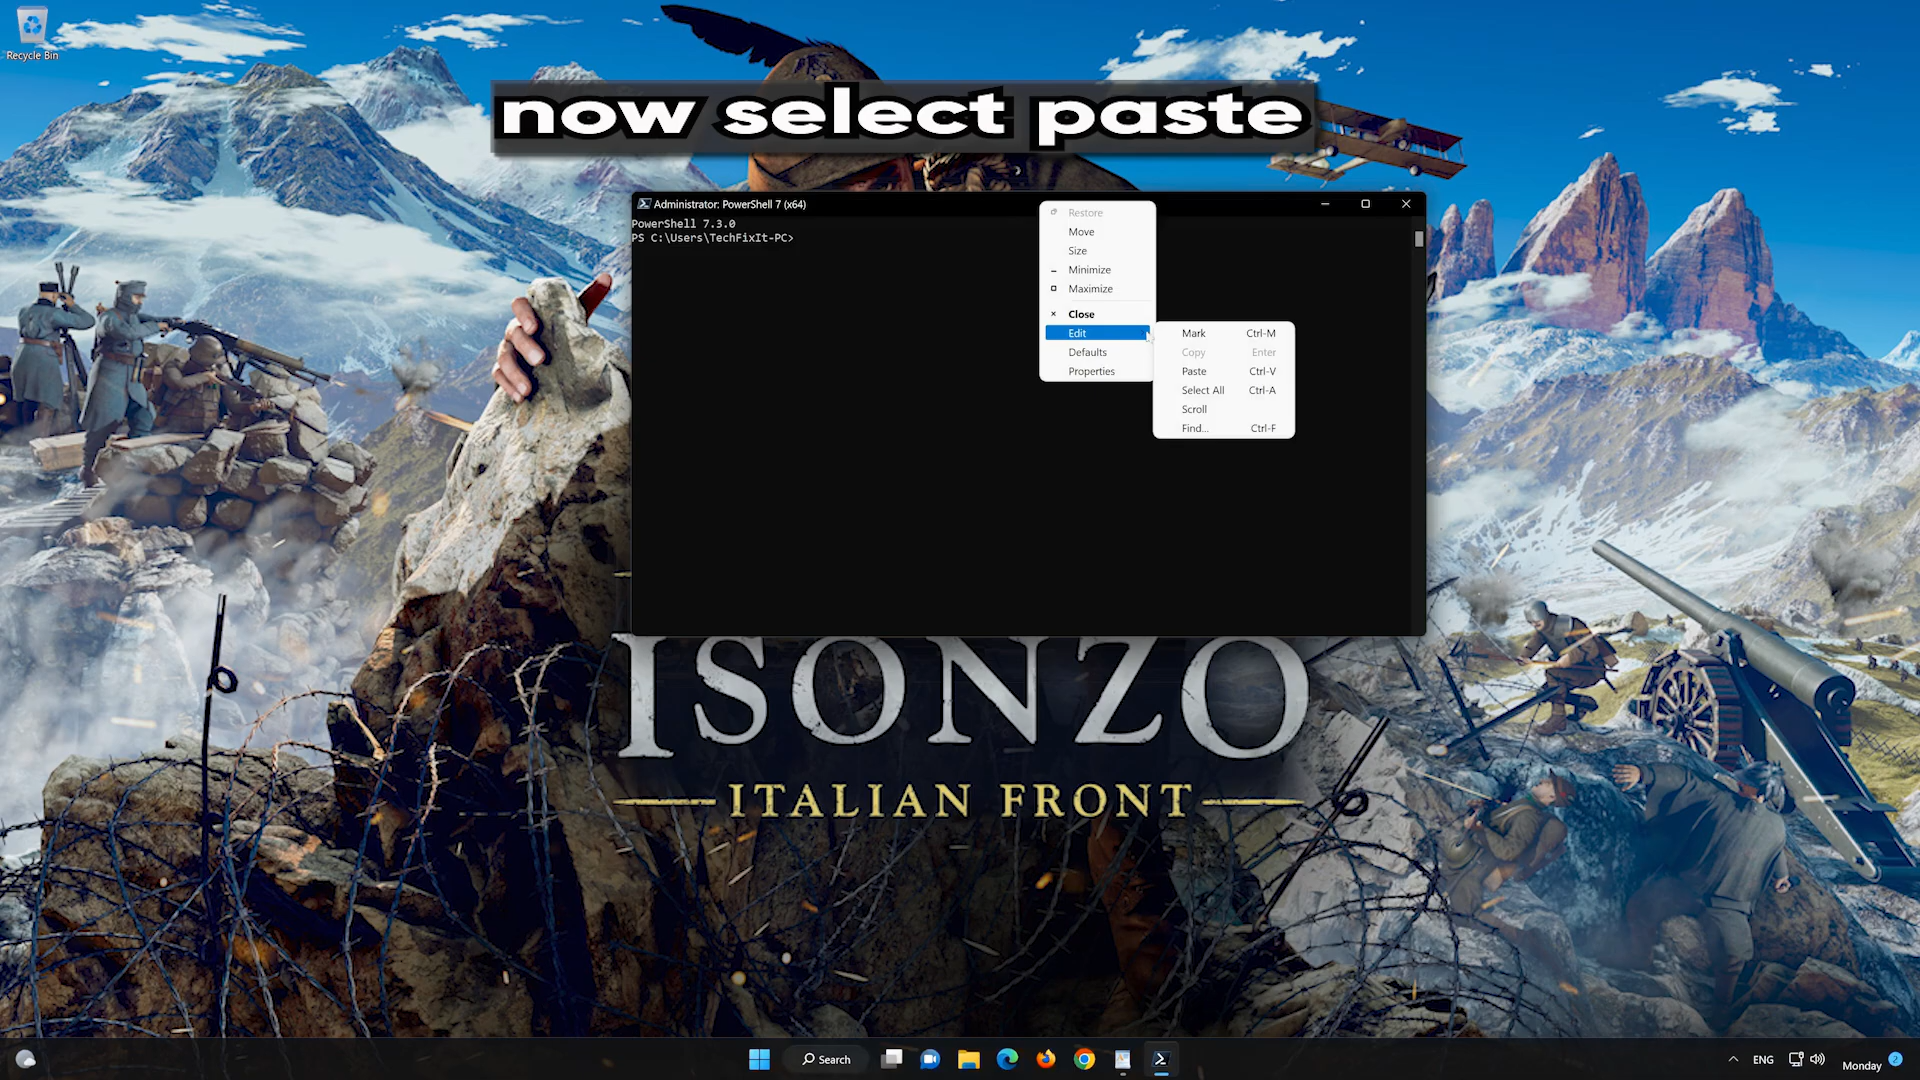 Recycle Bin
now select paste
Administrator: PowerShell 7 (x64)
PowerShell 7.3.0
PS C:\Users\TechFixIt-PC>
Restore
Move
Size
Minimize
Maximize
Close
Edit
Defaults
Properties
Mark Ctrl-M
Copy Enter
Paste Ctrl-V
Select All Ctrl-A
Scroll
Find... Ctrl-F
ISONZO
ITALIAN FRONT
Search
ENG
Monday
2